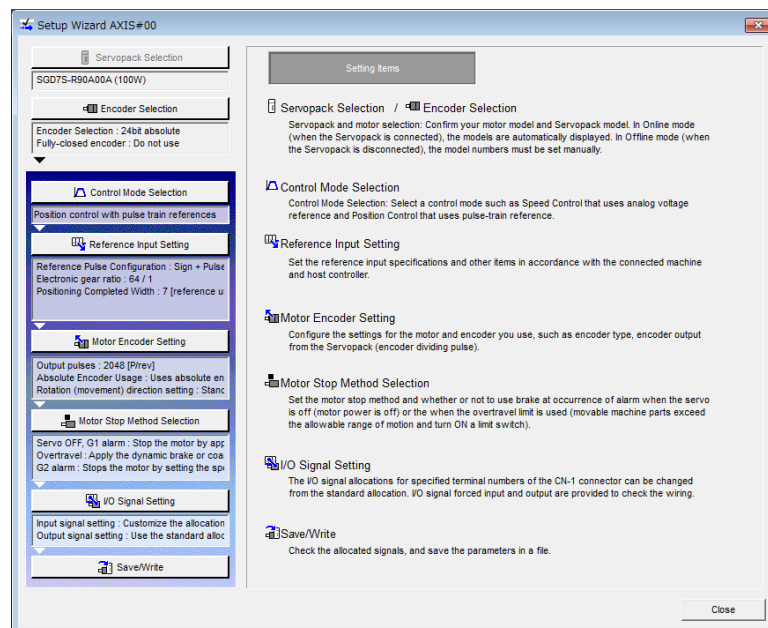 Setup Wizard AXIS#00
Servopack Selection
SGD7S-R90A00A (100W)
Encoder Selection
Encoder Selection : 24bit absolute
Fully-closed encoder : Do not use
Control Mode Selection
Position control with pulse train references
Reference Input Setting
Reference Pulse Configuration : Sign + Pulse
Electronic gear ratio : 64 / 1
Positioning Completed Width : 7 [reference u
Motor Encoder Setting
Output pulses : 2048 [P/rev]
Absolute Encoder Usage : Uses absolute en
Rotation (movement) direction setting : Stanc
Motor Stop Method Selection
Servo OFF, G1 alarm : Stop the motor by app
Overtravel : Apply the dynamic brake or coa
G2 alarm : Stops the motor by setting the spe
I/O Signal Setting
Input signal setting : Customize the allocation
Output signal setting : Use the standard alloc
Save/Write
Setting Items
Servopack Selection / Encoder Selection
Servopack and motor selection: Confirm your motor model and Servopack model. In Online mode
(when the Servopack is connected), the models are automatically displayed. In Offline mode (when
the Servopack is disconnected), the model numbers must be set manually.
Control Mode Selection
Control Mode Selection: Select a control mode such as Speed Control that uses analog voltage
reference and Position Control that uses pulse-train reference.
Reference Input Setting
Set the reference input specifications and other items in accordance with the connected machine
and host controller.
Motor Encoder Setting
Configure the settings for the motor and encoder you use, such as encoder type, encoder output
from the Servopack (encoder dividing pulse).
Motor Stop Method Selection
Set the motor stop method and whether or not to use brake at occurrence of alarm when the servo
is off (motor power is off) or the when the overtravel limit is used (movable machine parts exceed
the allowable range of motion and turn ON a limit switch).
I/O Signal Setting
The I/O signal allocations for specified terminal numbers of the CN-1 connector can be changed
from the standard allocation. I/O signal forced input and output are provided to check the wiring.
Save/Write
Check the allocated signals, and save the parameters in a file.
Close